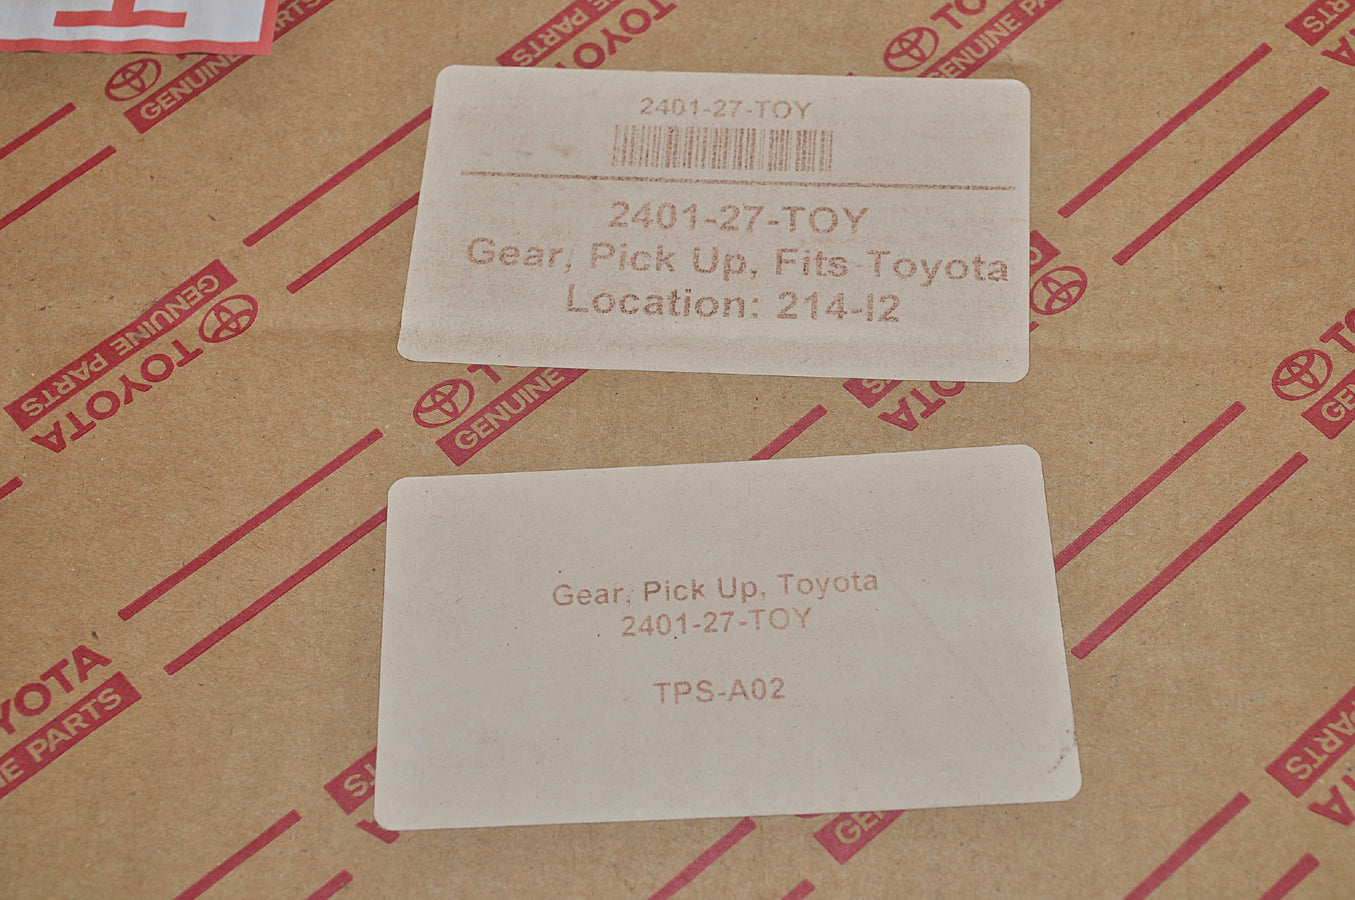 TOYOTA
GENUINE PARTS
2401-27-TOY
2401-27-TOY
Gear, Pick Up, Fits Toyota
Location: 214-I2
Gear, Pick Up, Toyota
2401-27-TOY
TPS-A02